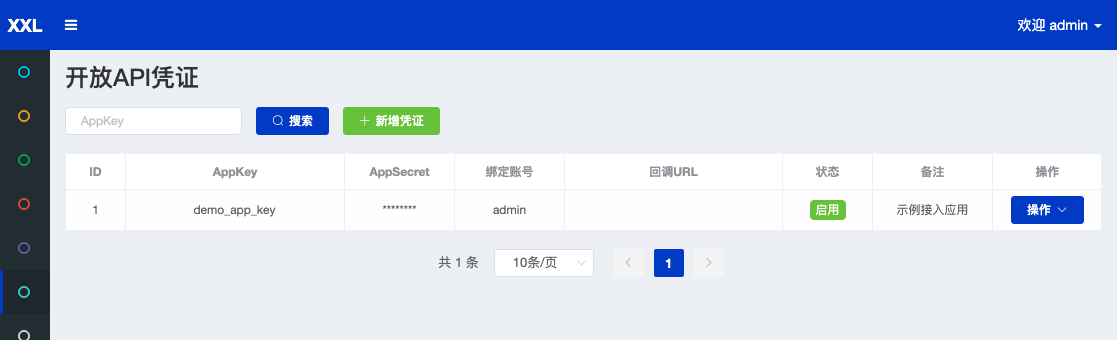 XXL 欢迎 admin
开放API凭证
AppKey 搜索 新增凭证
ID AppKey AppSecret 绑定账号 回调URL 状态 备注 操作
1 demo_app_key ******** admin 启用 示例接入应用 操作
共 1 条 10条/页 1